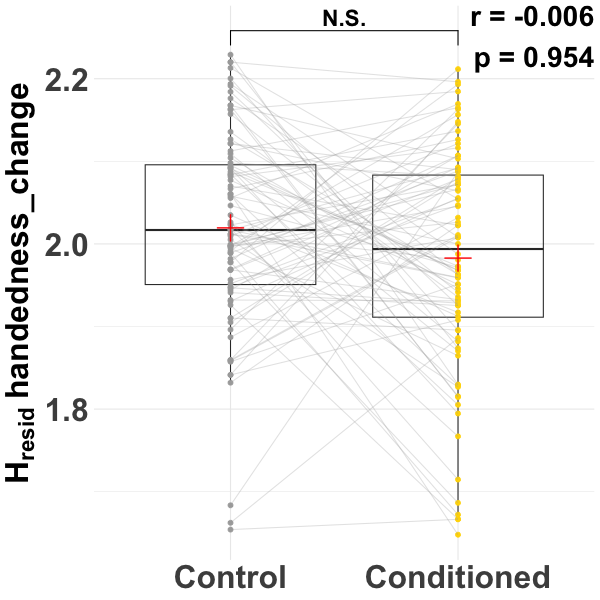 N.S.
r = -0.006
p = 0.954
H_resid handedness_change
2.2
2.0
1.8
Control
Conditioned